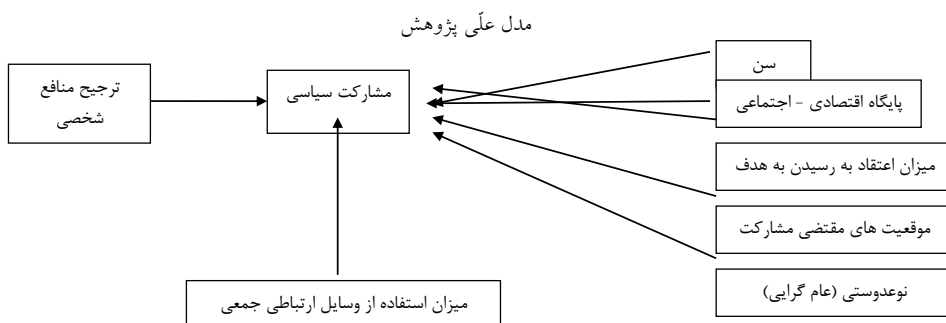 مدل علّی پژوهش
سن
پایگاه اقتصادی - اجتماعی
میزان اعتقاد به رسیدن به هدف
موقعیت های مقتضی مشارکت
نوعدوستی (عام گرایی)
مشارکت سیاسی
ترجیح منافع
شخصی
میزان استفاده از وسایل ارتباطی جمعی